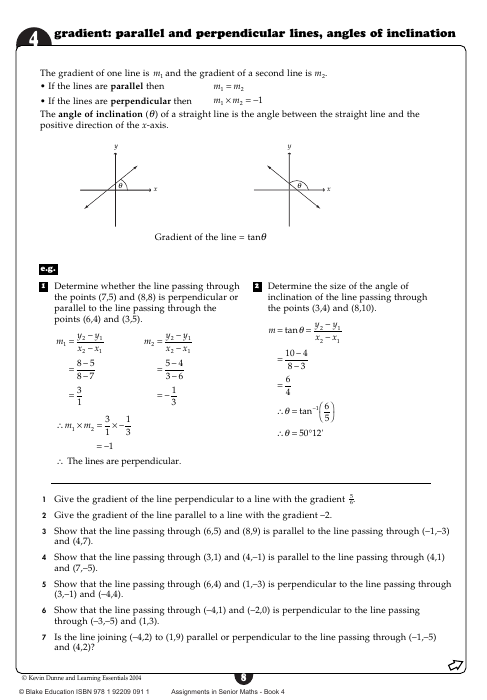 4 gradient: parallel and perpendicular lines, angles of inclination
The gradient of one line is m₁ and the gradient of a second line is m₂.
• If the lines are parallel then m₁ = m₂
• If the lines are perpendicular then m₁ × m₂ = −1
The angle of inclination (θ) of a straight line is the angle between the straight line and the
positive direction of the x-axis.
y
θ
x
y
θ
x
Gradient of the line = tanθ
e.g.
1 Determine whether the line passing through
the points (7,5) and (8,8) is perpendicular or
parallel to the line passing through the
points (6,4) and (3,5).
m₁ = (y₂ − y₁)/(x₂ − x₁) m₂ = (y₂ − y₁)/(x₂ − x₁)
= (8 − 5)/(8 − 7) = (5 − 4)/(3 − 6)
= 3/1 = −1/3
∴ m₁ × m₂ = 3/1 × −1/3
= −1
∴ The lines are perpendicular.
2 Determine the size of the angle of
inclination of the line passing through
the points (3,4) and (8,10).
m = tanθ = (y₂ − y₁)/(x₂ − x₁)
= (10 − 4)/(8 − 3)
= 6/4
∴ θ = tan⁻¹(6/5)
∴ θ = 50°12'
1 Give the gradient of the line perpendicular to a line with the gradient 5/6.
2 Give the gradient of the line parallel to a line with the gradient –2.
3 Show that the line passing through (6,5) and (8,9) is parallel to the line passing through (–1,–3)
and (4,7).
4 Show that the line passing through (3,1) and (4,–1) is parallel to the line passing through (4,1)
and (7,–5).
5 Show that the line passing through (6,4) and (1,–3) is perpendicular to the line passing through
(3,–1) and (–4,4).
6 Show that the line passing through (–4,1) and (–2,0) is perpendicular to the line passing
through (–3,–5) and (1,3).
7 Is the line joining (–4,2) to (1,9) parallel or perpendicular to the line passing through (–1,–5)
and (4,2)?
© Kevin Dunne and Learning Essentials 2004
8
© Blake Education ISBN 978 1 92209 091 1 Assignments in Senior Maths - Book 4